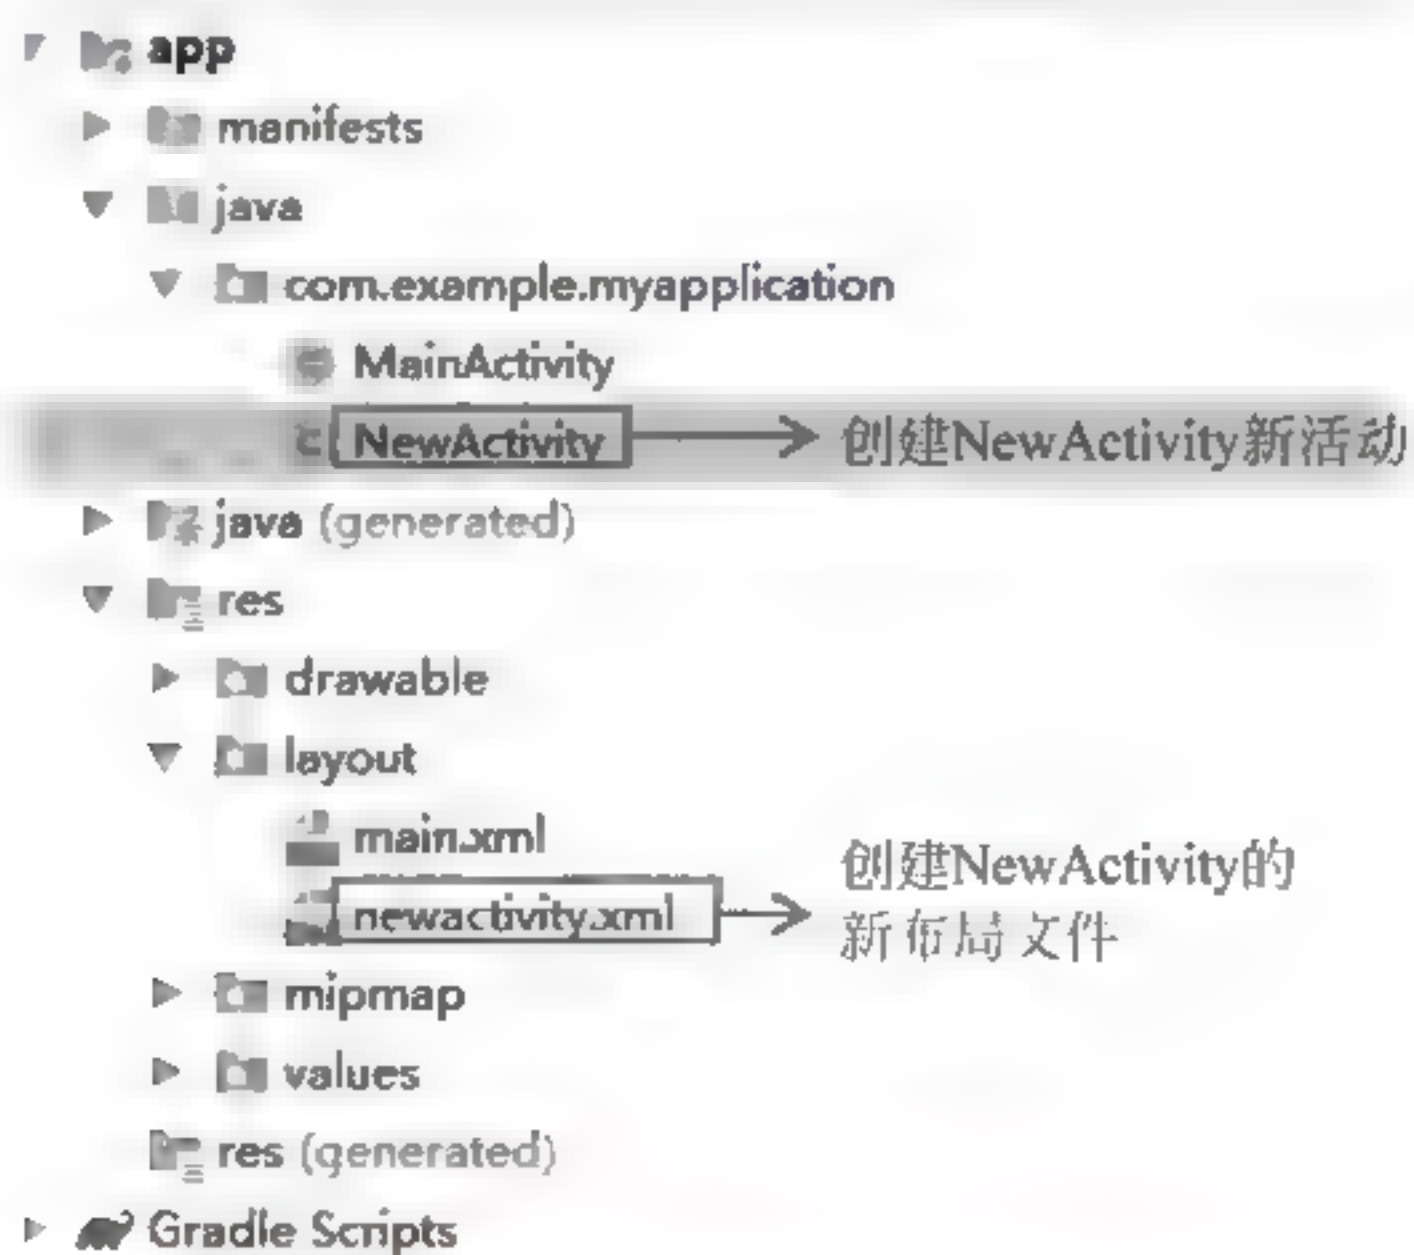 app
manifests
java
com.example.myapplication
MainActivity
NewActivity 创建NewActivity新活动
java (generated)
res
drawable
layout
main.xml
newactivity.xml 创建NewActivity的
新布局文件
mipmap
values
res (generated)
Gradle Scripts